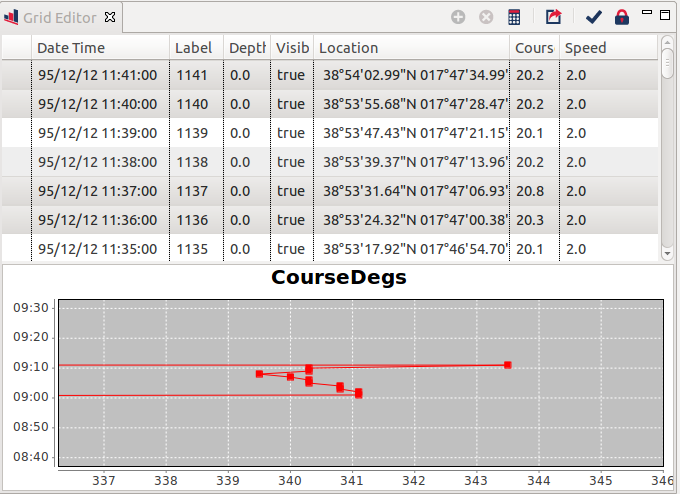 Grid Editor
Date Time Label Depth Visib Location Cours Speed
95/12/12 11:41:00 1141 0.0 true 38°54'02.99"N 017°47'34.99' 20.2 2.0
95/12/12 11:40:00 1140 0.0 true 38°53'55.68"N 017°47'28.47' 20.2 2.0
95/12/12 11:39:00 1139 0.0 true 38°53'47.43"N 017°47'21.15' 20.1 2.0
95/12/12 11:38:00 1138 0.0 true 38°53'39.37"N 017°47'13.96' 20.2 2.0
95/12/12 11:37:00 1137 0.0 true 38°53'31.64"N 017°47'06.93' 20.8 2.0
95/12/12 11:36:00 1136 0.0 true 38°53'24.32"N 017°47'00.38' 20.3 2.0
95/12/12 11:35:00 1135 0.0 true 38°53'17.92"N 017°46'54.70' 20.1 2.0
CourseDegs
09:30
09:20
09:10
09:00
08:50
08:40
337 338 339 340 341 342 343 344 345 346